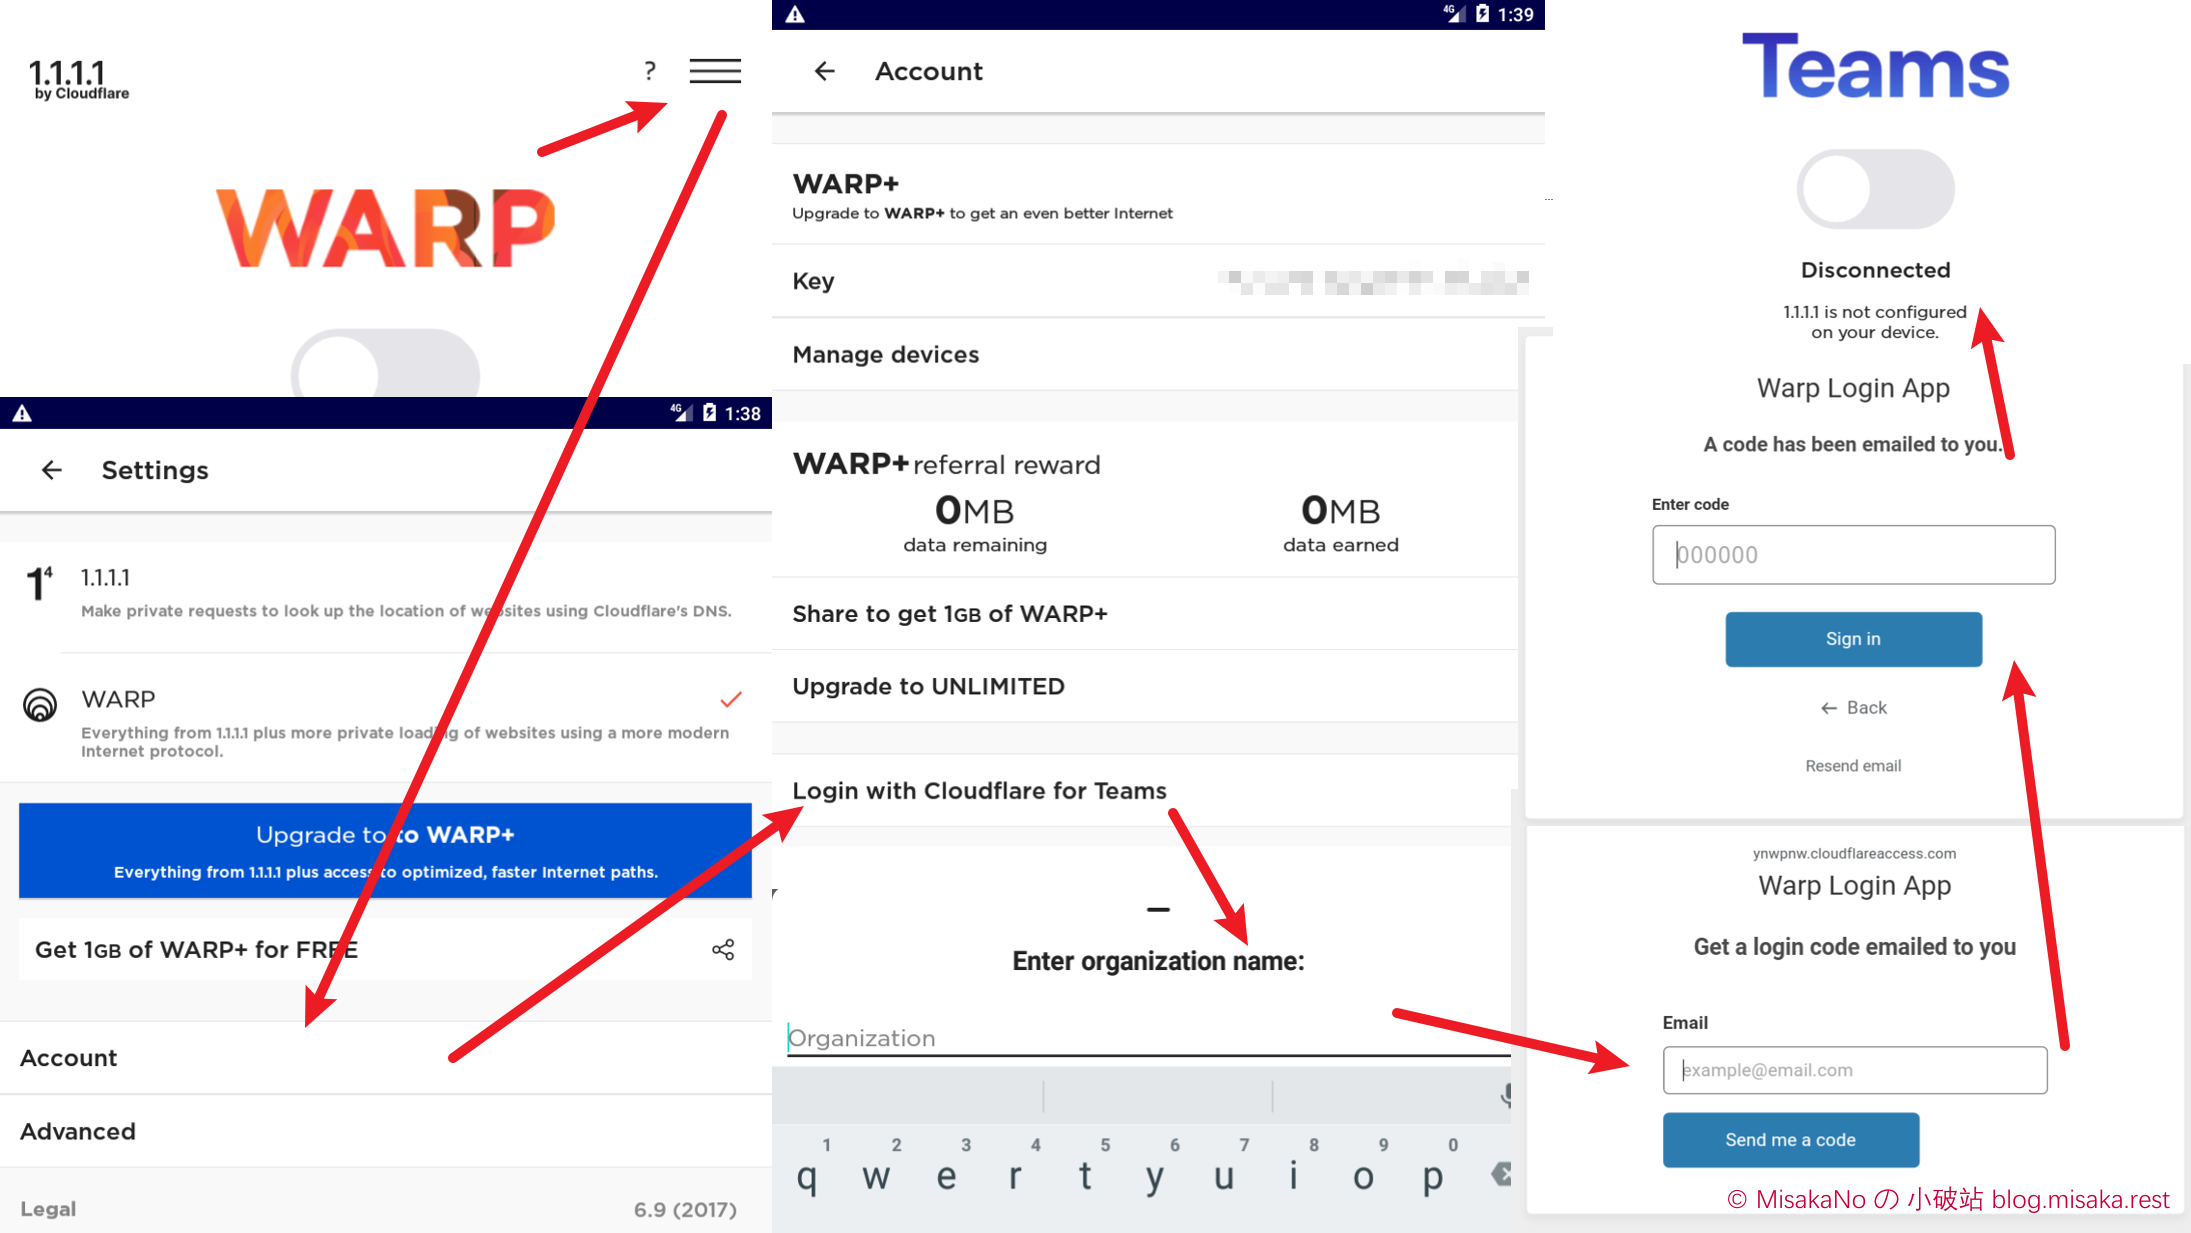 1.1.1.1
by Cloudflare
?
WARP
4G 1:38
Settings
1⁴
1.1.1.1
Make private requests to look up the location of websites using Cloudflare's DNS.
WARP
Everything from 1.1.1.1 plus more private loading of websites using a more modern
Internet protocol.
Upgrade to to WARP+
Everything from 1.1.1.1 plus access to optimized, faster Internet paths.
Get 1GB of WARP+ for FREE
Account
Advanced
Legal 6.9 (2017)
4G 1:39
Account
WARP+
Upgrade to WARP+ to get an even better Internet
Key
Manage devices
WARP+ referral reward
0MB 0MB
data remaining data earned
Share to get 1GB of WARP+
Upgrade to UNLIMITED
Login with Cloudflare for Teams
Enter organization name:
Organization
1 2 3 4 5 6 7 8 9 0
q w e r t y u i o p
Teams
...
Disconnected
1.1.1.1 is not configured
on your device.
Warp Login App
A code has been emailed to you.
Enter code
000000
Sign in
← Back
Resend email
ynwpnw.cloudflareaccess.com
Warp Login App
Get a login code emailed to you
Email
example@email.com
Send me a code
© MisakaNo の 小破站 blog.misaka.rest